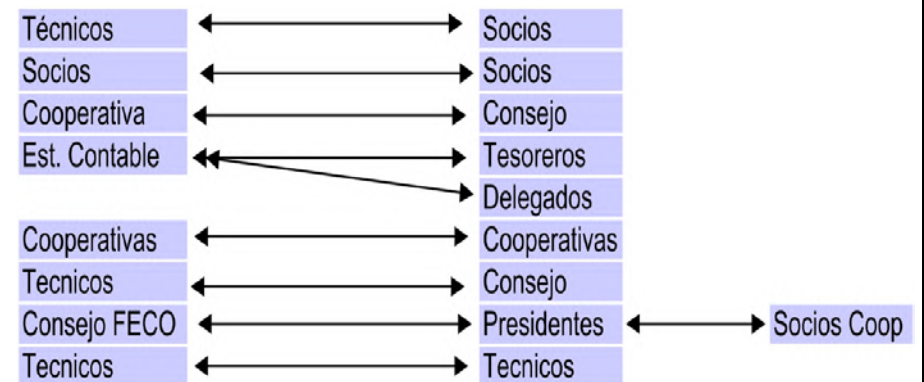 Técnicos Socios
Socios Socios
Cooperativa Consejo
Est. Contable Tesoreros
Delegados
Cooperativas Cooperativas
Tecnicos Consejo
Consejo FECO Presidentes Socios Coop
Tecnicos Tecnicos